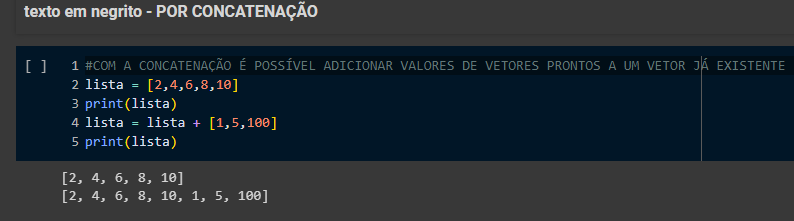 texto em negrito - POR CONCATENAÇÃO
[ ] 1 #COM A CONCATENAÇÃO É POSSÍVEL ADICIONAR VALORES DE VETORES PRONTOS A UM VETOR JÁ EXISTENTE
2 lista = [2,4,6,8,10]
3 print(lista)
4 lista = lista + [1,5,100]
5 print(lista)
[2, 4, 6, 8, 10]
[2, 4, 6, 8, 10, 1, 5, 100]